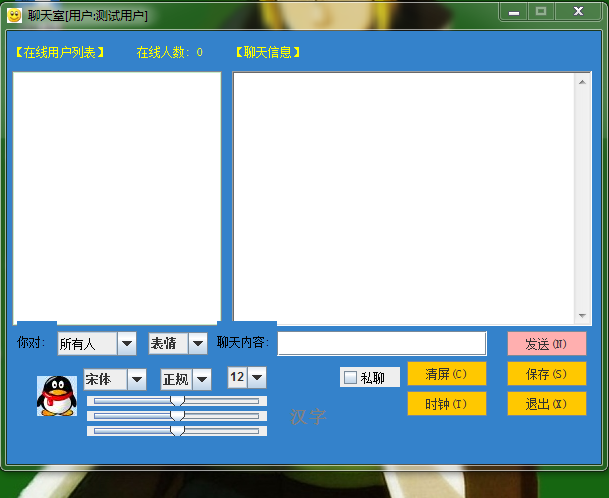 聊天室[用户:测试用户]
【在线用户列表】 在线人数: 0 【聊天信息】
你对: 所有人 表情 聊天内容: 发送(N)
宋体 正规 12 私聊 清屏(C) 保存(S)
汉字 时钟(T) 退出(X)